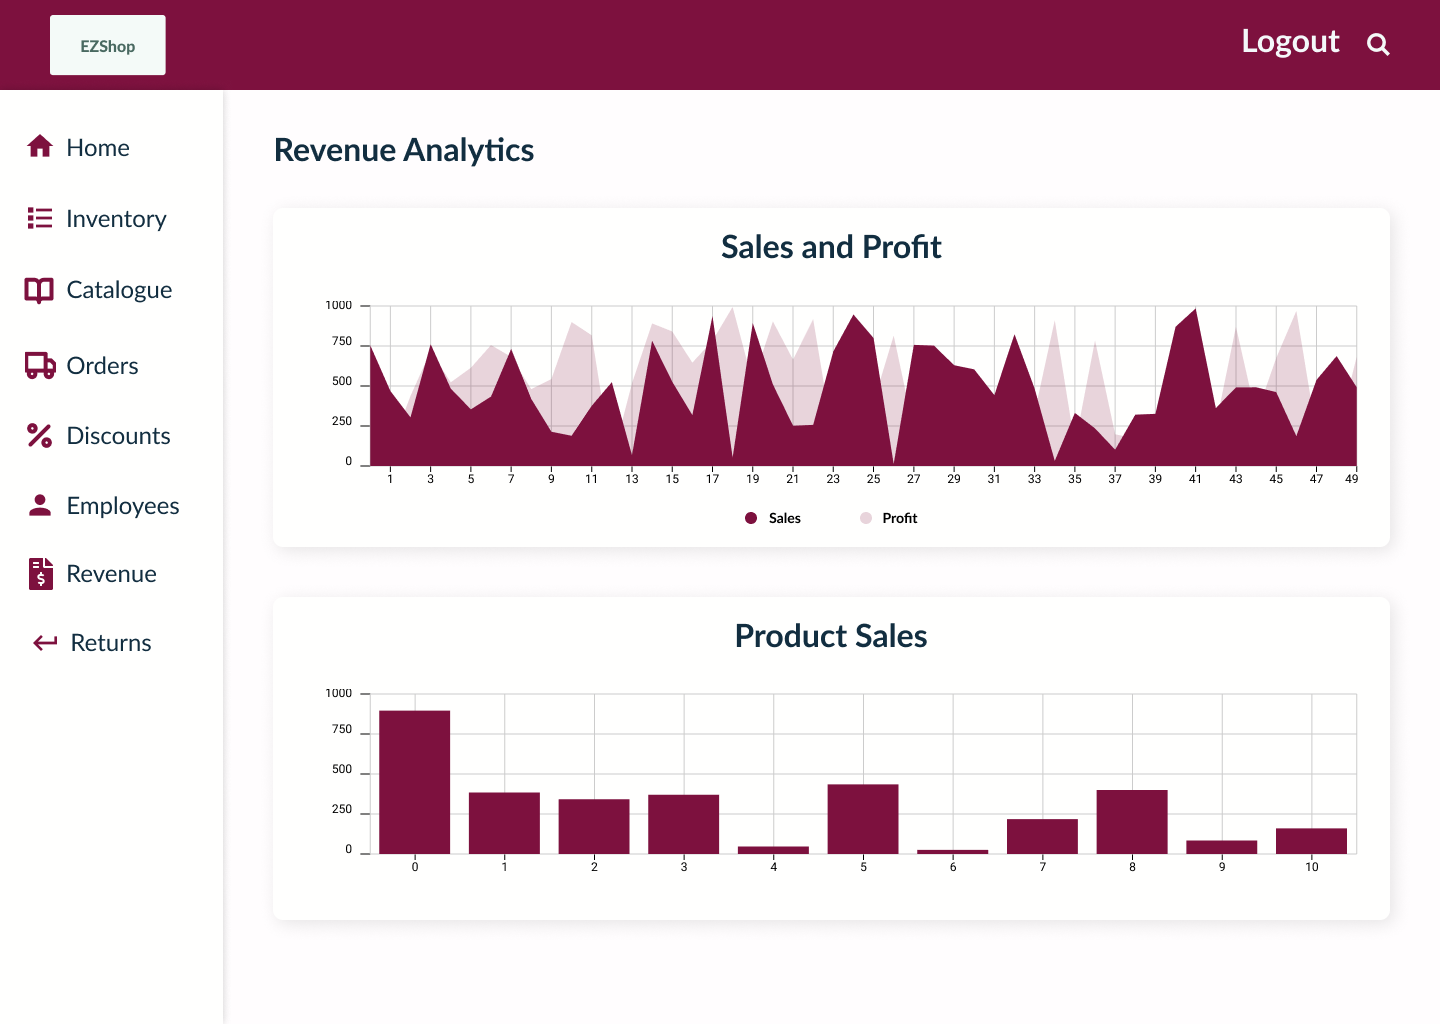 EZShop
Logout
Home
Inventory
Catalogue
Orders
Discounts
Employees
Revenue
Returns
Revenue Analytics
Sales and Profit
1000
750
500
250
0
1 3 5 7 9 11 13 15 17 19 21 23 25 27 29 31 33 35 37 39 41 43 45 47 49
Sales Profit
Product Sales
1000
750
500
250
0
0 1 2 3 4 5 6 7 8 9 10